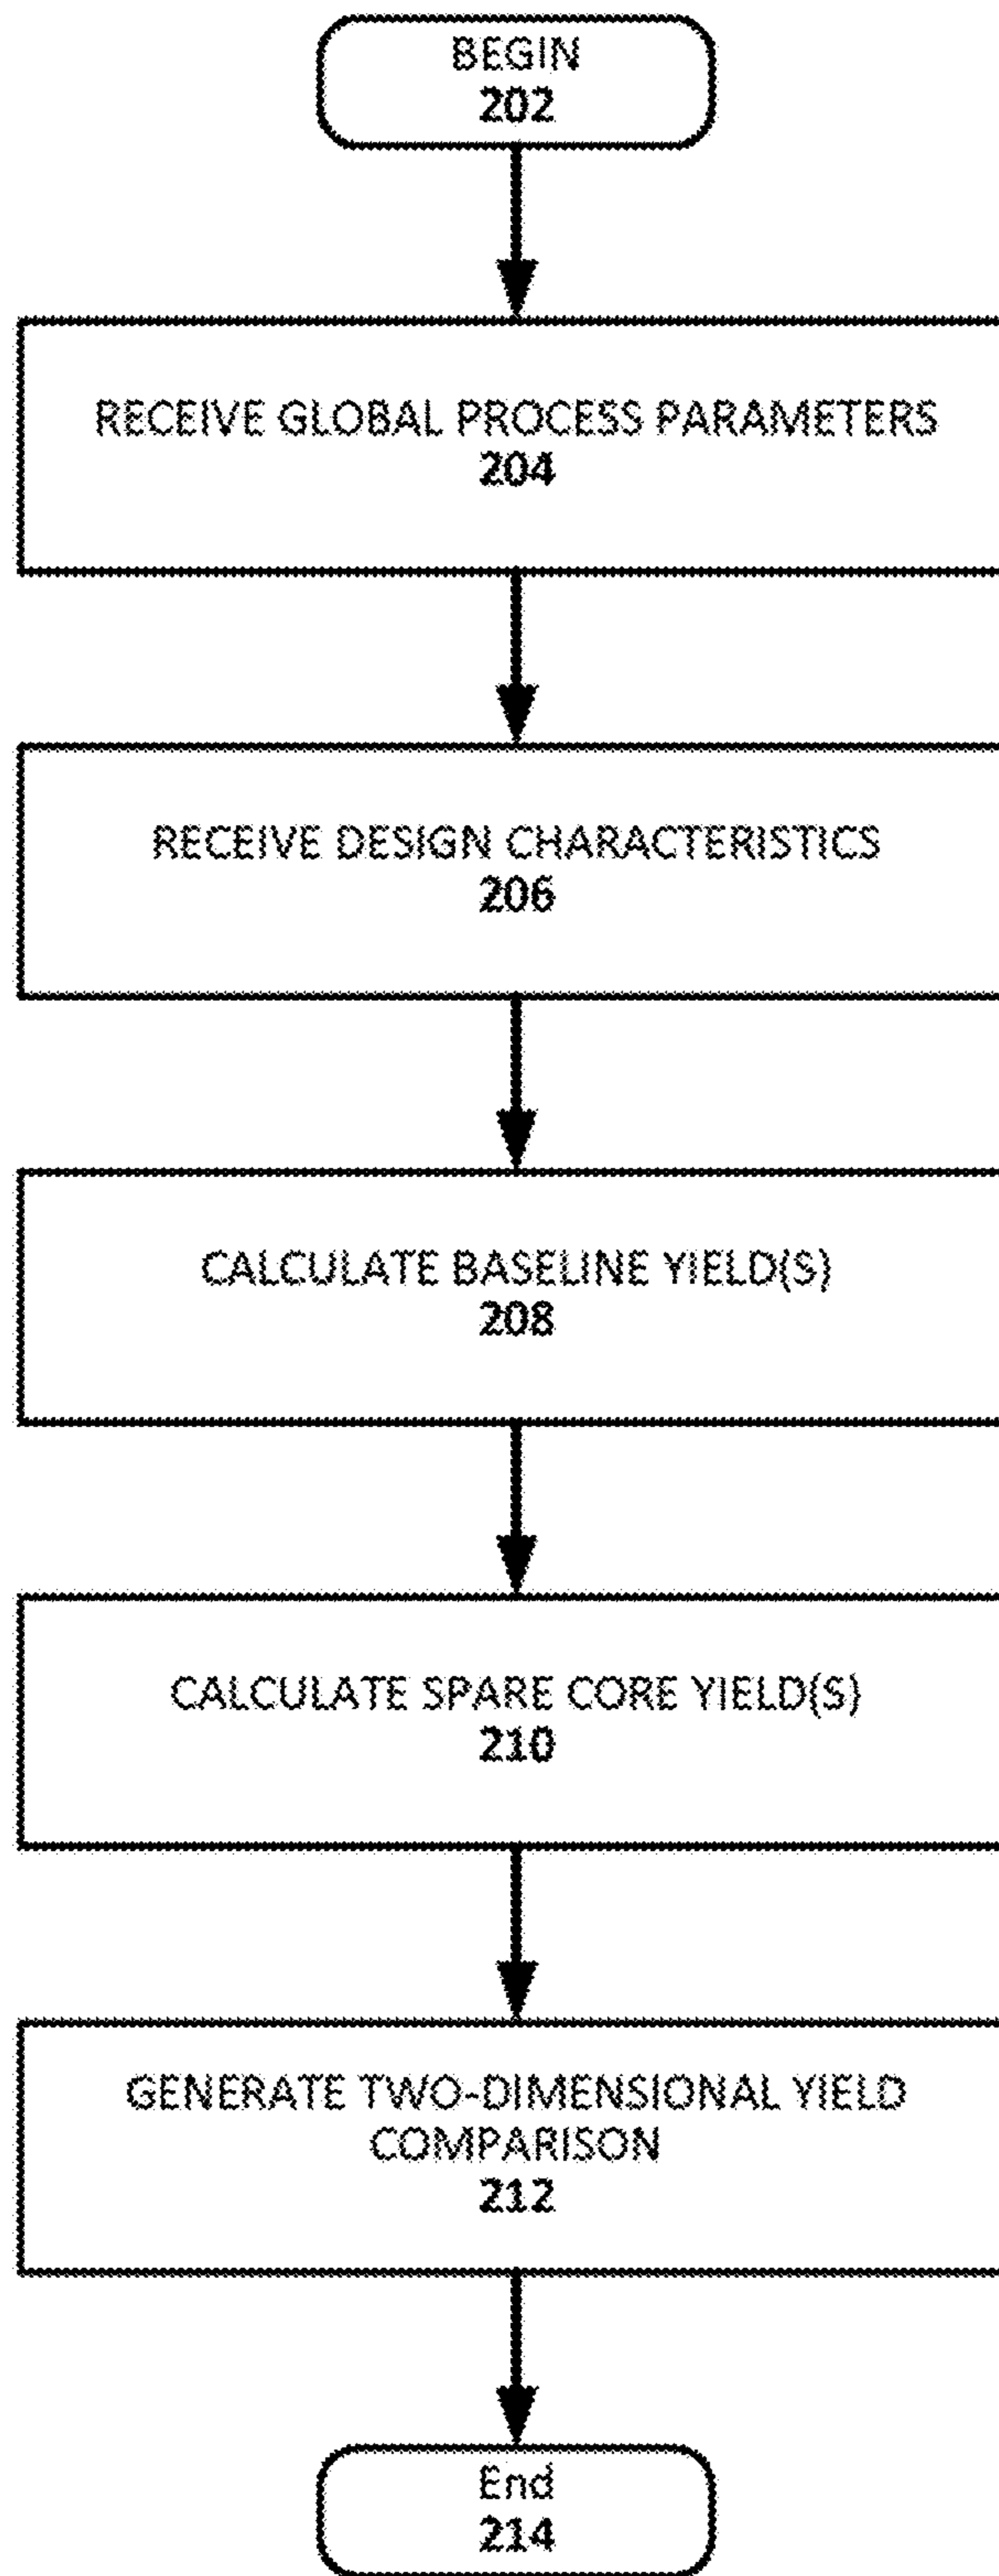 BEGIN
202
RECEIVE GLOBAL PROCESS PARAMETERS
204
RECEIVE DESIGN CHARACTERISTICS
206
CALCULATE BASELINE YIELD(S)
208
CALCULATE SPARE CORE YIELD(S)
210
GENERATE TWO-DIMENSIONAL YIELD
COMPARISON
212
End
214